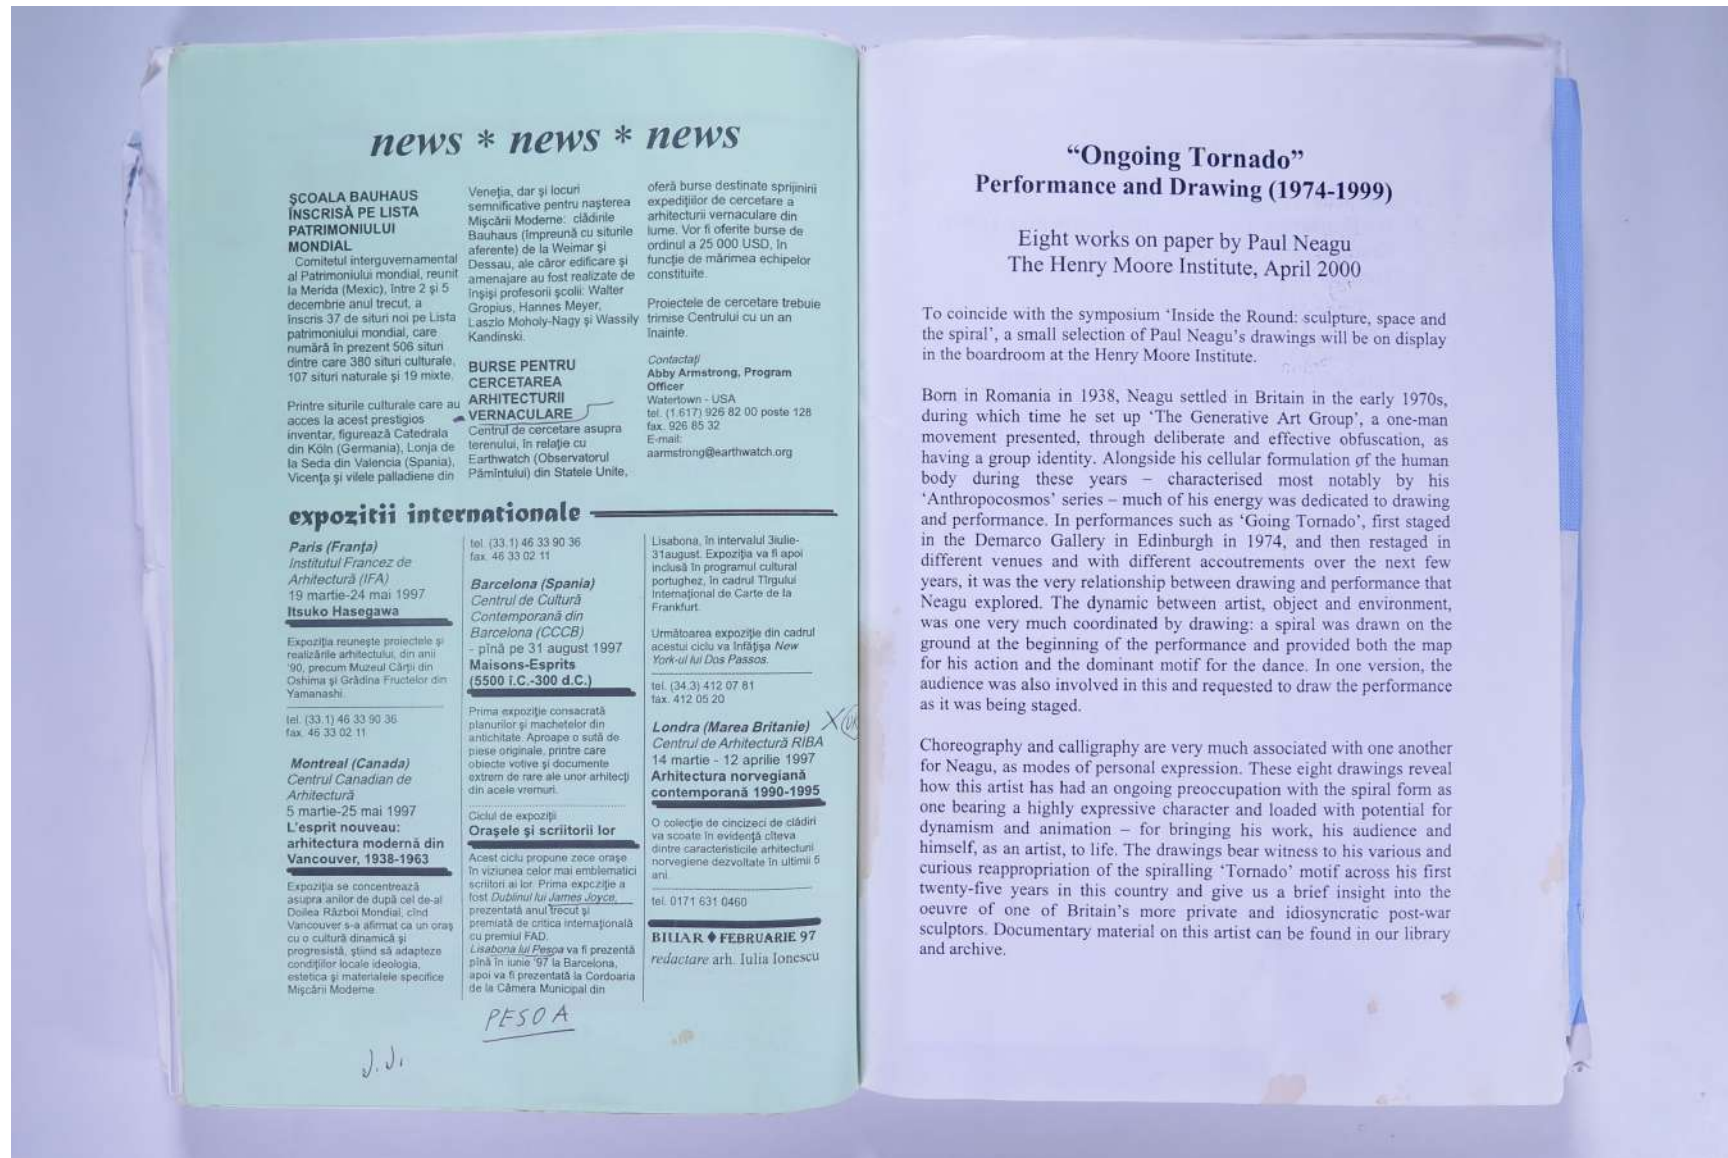 news * news * news
ŞCOALA BAUHAUS
ÎNSCRISĂ PE LISTA
PATRIMONIULUI
MONDIAL
Comitetul interguvernamental
al Patrimoniului mondial, reunit
la Merida (Mexic), între 2 şi 5
decembrie anul trecut, a
înscris 37 de situri noi pe Lista
patrimoniului mondial, care
numără în prezent 506 situri
dintre care 380 situri culturale,
107 situri naturale şi 19 mixte.
Printre siturile culturale care au
acces la acest prestigios
inventar, figurează Catedrala
din Köln (Germania), Lonja de
la Seda din Valencia (Spania),
Vicenţa şi vilele palladiene din
Veneţia, dar şi locuri
semnificative pentru naşterea
Mişcării Moderne: clădirile
Bauhaus (împreună cu siturile
aferente) de la Weimar şi
Dessau, ale căror edificare şi
amenajare au fost realizate de
înşişi profesorii şcolii: Walter
Gropius, Hannes Meyer,
Laszlo Moholy-Nagy şi Wassily
Kandinski.
BURSE PENTRU
CERCETAREA
ARHITECTURII
VERNACULARE
Centrul de cercetare asupra
terenului, în relaţie cu
Earthwatch (Observatorul
Pămîntului) din Statele Unite,
oferă burse destinate sprijinirii
expediţiilor de cercetare a
arhitecturii vernaculare din
lume. Vor fi oferite burse de
ordinul a 25 000 USD, în
funcţie de mărimea echipelor
constituite.
Proiectele de cercetare trebuie
trimise Centrului cu un an
înainte.
Contactaţi
Abby Armstrong, Program
Officer
Watertown - USA
tel. (1.617) 926 82 00 poste 128
fax. 926 85 32
E-mail:
aarmstrong@earthwatch.org
expozitii internationale
Paris (Franţa)
Institutul Francez de
Arhitectură (IFA)
19 martie-24 mai 1997
Itsuko Hasegawa
Expoziţia reuneşte proiectele şi
realizările arhitectului, din anii
'90, precum Muzeul Cărţii din
Oshima şi Grădina Fructelor din
Yamanashi.
tel. (33.1) 46 33 90 36
fax. 46 33 02 11
Montreal (Canada)
Centrul Canadian de
Arhitectură
5 martie-25 mai 1997
L'esprit nouveau:
arhitectura modernă din
Vancouver, 1938-1963
Expoziţia se concentrează
asupra anilor de după cel de-al
Doilea Război Mondial, cînd
Vancouver s-a afirmat ca un oraş
cu o cultură dinamică şi
progresistă, ştiind să adapteze
condiţiilor locale ideologia,
estetica şi materialele specifice
Mişcării Moderne.
tel. (33.1) 46 33 90 36
fax. 46 33 02 11
Barcelona (Spania)
Centrul de Cultură
Contemporană din
Barcelona (CCCB)
- pînă pe 31 august 1997
Maisons-Esprits
(5500 î.C.-300 d.C.)
Prima expoziţie consacrată
planurilor şi machetelor din
antichitate. Aproape o sută de
piese originale, printre care
obiecte votive şi documente
extrem de rare ale unor arhitecţi
din acele vremuri.
Ciclul de expoziţii
Oraşele şi scriitorii lor
Acest ciclu propune zece oraşe
în viziunea celor mai emblematici
scriitori ai lor. Prima expoziţie a
fost Dublinul lui James Joyce,
prezentată anul trecut şi
premiată de critica internaţională
cu premiul FAD.
Lisabona lui Pesoa va fi prezentă
pînă în iunie '97 la Barcelona,
apoi va fi prezentată la Cordoaria
de la Câmera Municipal din
Lisabona, în intervalul 3iulie-
31august. Expoziţia va fi apoi
inclusă în programul cultural
portughez, în cadrul Tîrgului
Internaţional de Carte de la
Frankfurt.
Următoarea expoziţie din cadrul
acestui ciclu va înfăţişa New
York-ul lui Dos Passos.
tel. (34.3) 412 07 81
fax. 412 05 20
Londra (Marea Britanie) X
Centrul de Arhitectură RIBA
14 martie - 12 aprilie 1997
Arhitectura norvegiană
contemporană 1990-1995
O colecţie de cincizeci de clădiri
va scoate în evidenţă cîteva
dintre caracteristicile arhitecturii
norvegiene dezvoltate în ultimii 5
ani.
tel. 0171 631 0460
BILIAR ♦ FEBRUARIE 97
redactare arh. Iulia Ionescu
PESOA
J.J.
“Ongoing Tornado”
Performance and Drawing (1974-1999)
Eight works on paper by Paul Neagu
The Henry Moore Institute, April 2000
To coincide with the symposium ‘Inside the Round: sculpture, space and
the spiral’, a small selection of Paul Neagu’s drawings will be on display
in the boardroom at the Henry Moore Institute.
Born in Romania in 1938, Neagu settled in Britain in the early 1970s,
during which time he set up ‘The Generative Art Group’, a one-man
movement presented, through deliberate and effective obfuscation, as
having a group identity. Alongside his cellular formulation of the human
body during these years – characterised most notably by his
‘Anthropocosmos’ series – much of his energy was dedicated to drawing
and performance. In performances such as ‘Going Tornado’, first staged
in the Demarco Gallery in Edinburgh in 1974, and then restaged in
different venues and with different accoutrements over the next few
years, it was the very relationship between drawing and performance that
Neagu explored. The dynamic between artist, object and environment,
was one very much coordinated by drawing: a spiral was drawn on the
ground at the beginning of the performance and provided both the map
for his action and the dominant motif for the dance. In one version, the
audience was also involved in this and requested to draw the performance
as it was being staged.
Choreography and calligraphy are very much associated with one another
for Neagu, as modes of personal expression. These eight drawings reveal
how this artist has had an ongoing preoccupation with the spiral form as
one bearing a highly expressive character and loaded with potential for
dynamism and animation – for bringing his work, his audience and
himself, as an artist, to life. The drawings bear witness to his various and
curious reappropriation of the spiralling ‘Tornado’ motif across his first
twenty-five years in this country and give us a brief insight into the
oeuvre of one of Britain’s more private and idiosyncratic post-war
sculptors. Documentary material on this artist can be found in our library
and archive.